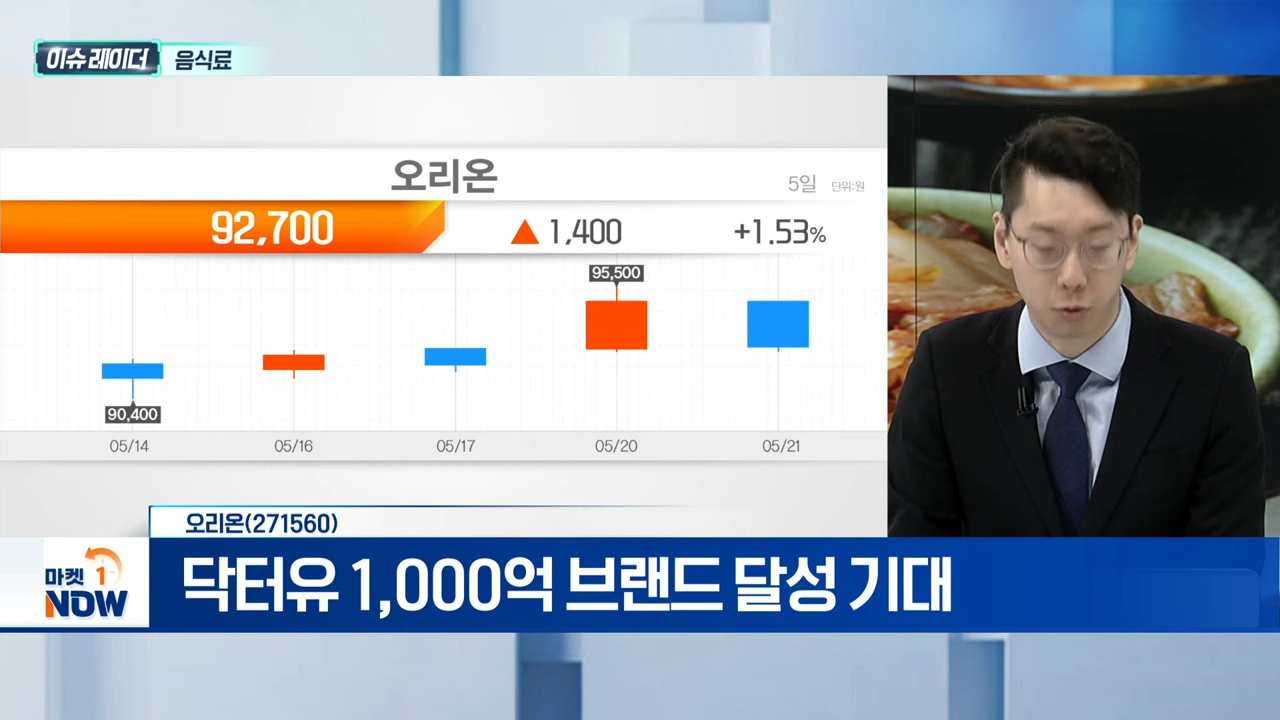 이슈 레이더 음식료
오리온
5일 단위:원
92,700 ▲ 1,400 +1.53%
95,500
90,400
05/14 05/16 05/17 05/20 05/21
오리온(271560)
마켓 1
NOW
닥터유 1,000억 브랜드 달성 기대